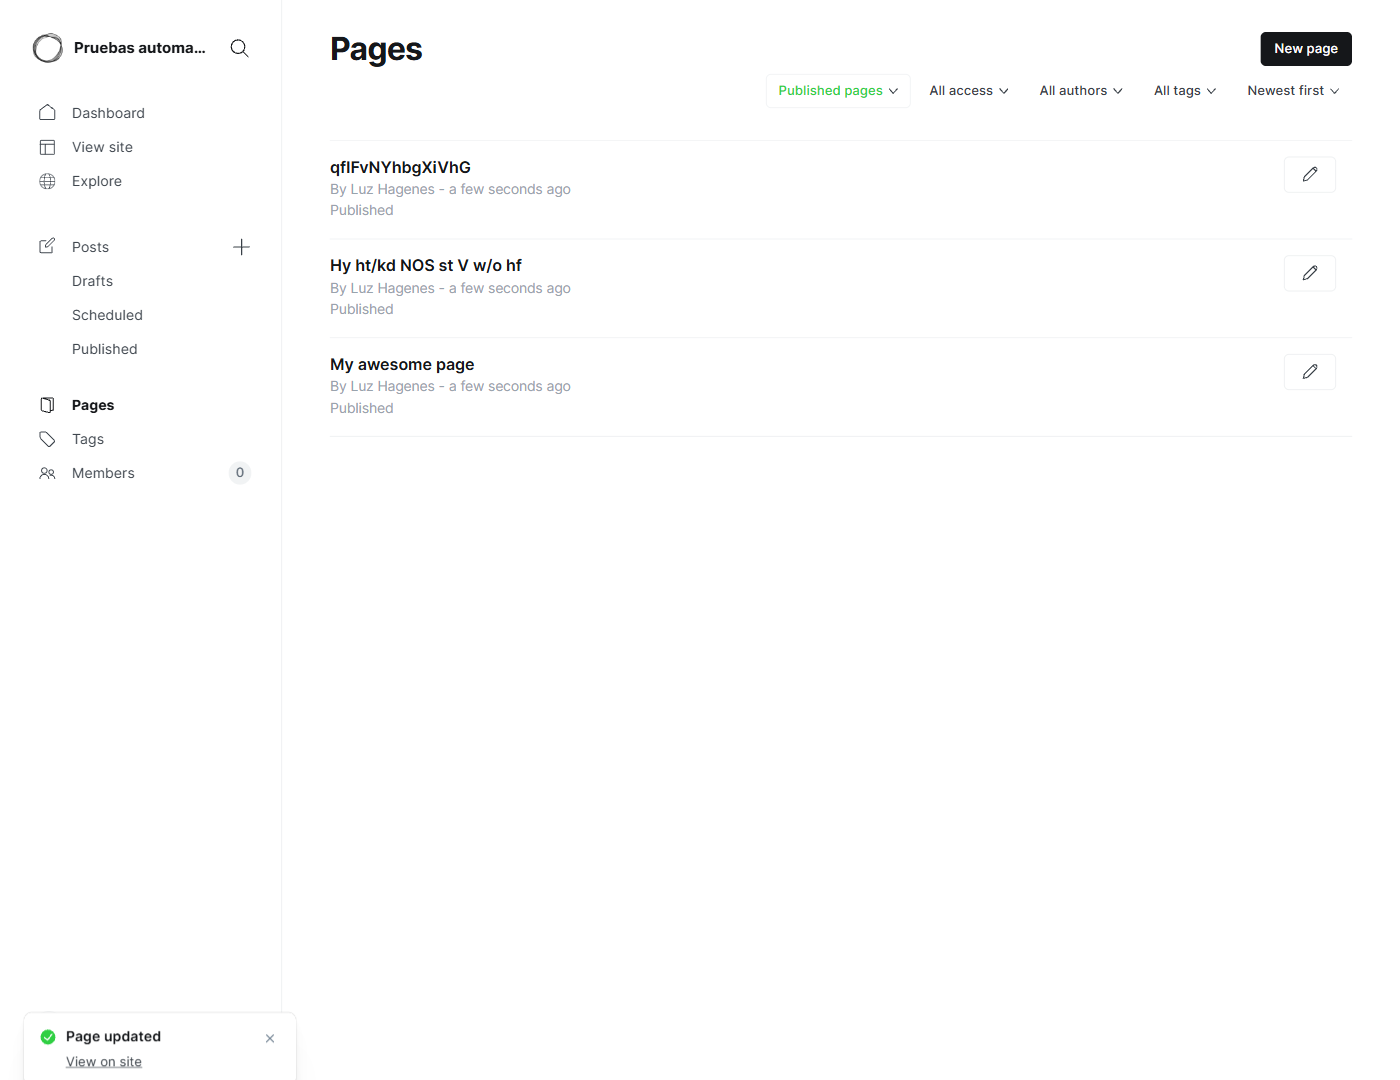 Pruebas automa...
Dashboard
View site
Explore
Posts
Drafts
Scheduled
Published
Pages
Tags
Members
0
Pages
New page
Published pages
All access
All authors
All tags
Newest first
qfIFvNYhbgXiVhG
By Luz Hagenes - a few seconds ago
Published
Hy ht/kd NOS st V w/o hf
By Luz Hagenes - a few seconds ago
Published
My awesome page
By Luz Hagenes - a few seconds ago
Published
Page updated
View on site